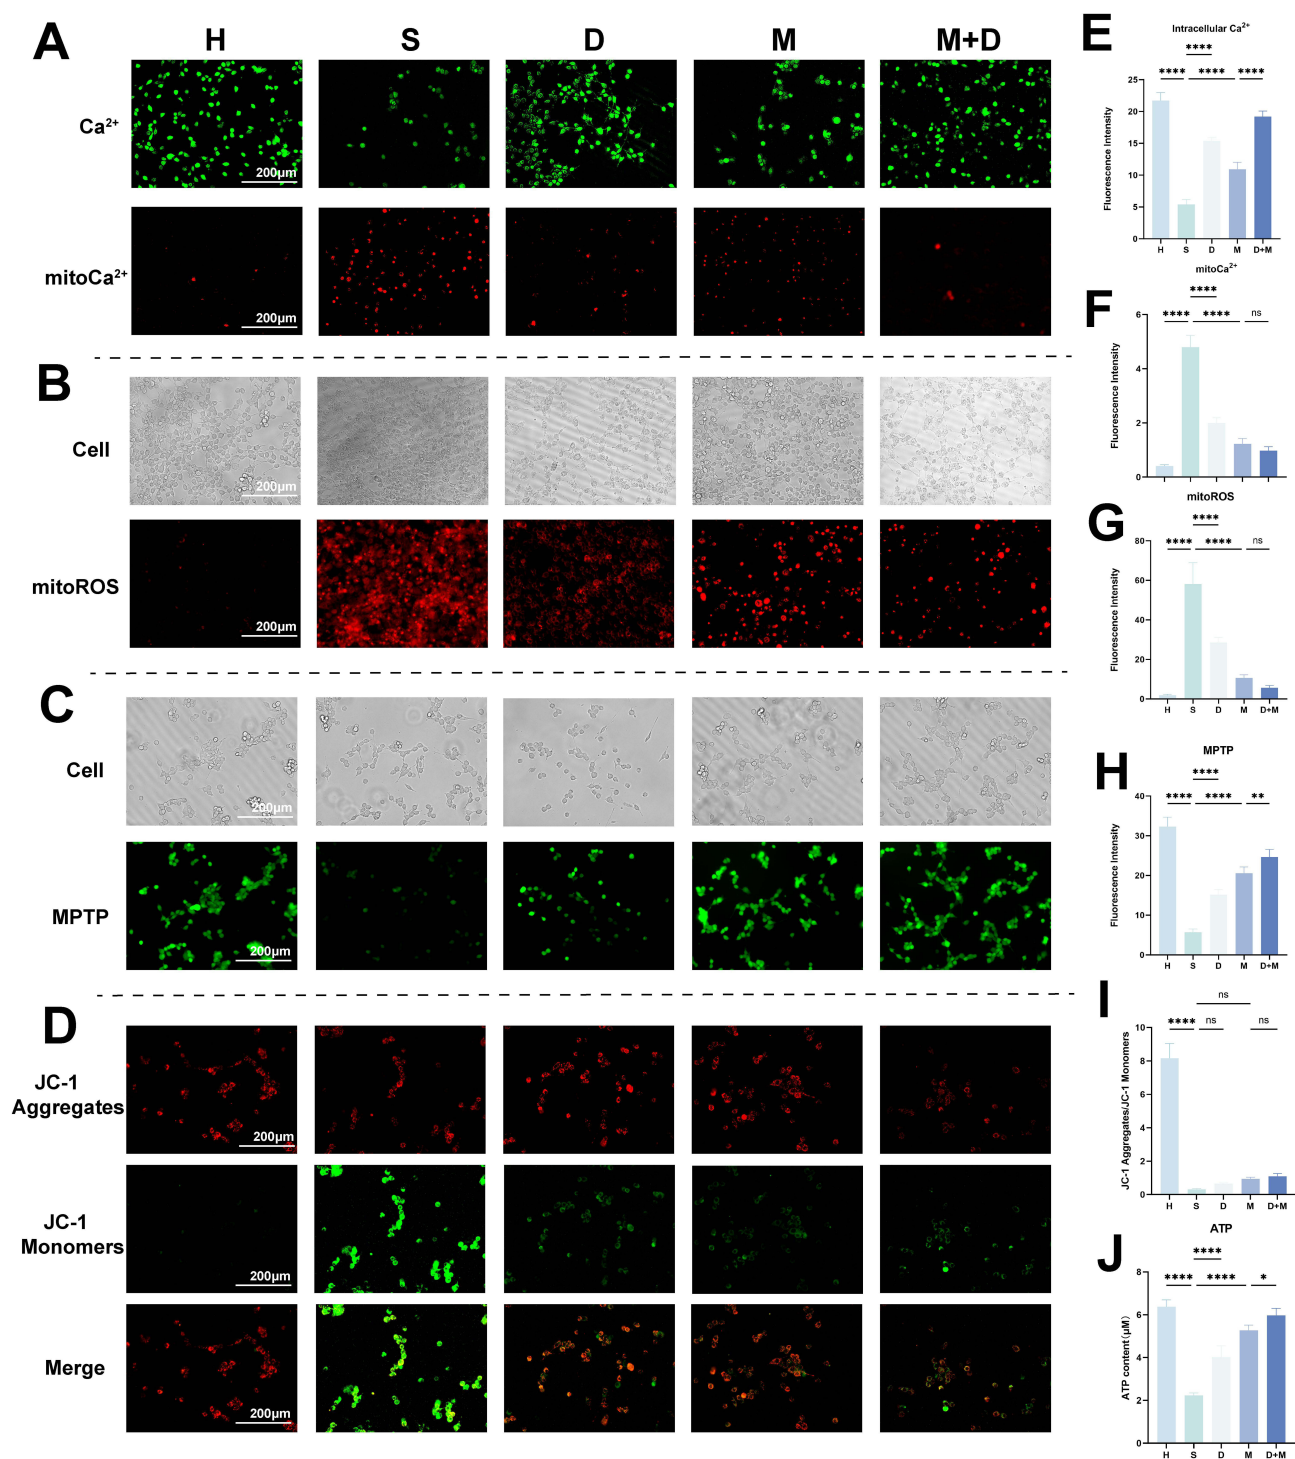 A
H
S
D
M
M+D
Ca²⁺
200μm
mitoCa²⁺
200μm
B
Cell
200μm
mitoROS
200μm
C
Cell
200μm
MPTP
200μm
D
JC-1
Aggregates
200μm
JC-1
Monomers
200μm
Merge
200μm
E
Intracellular Ca²⁺
****
**** **** ****
Fluorescence Intensity
25
20
15
10
5
0
H S D M D+M
F
mitoCa²⁺
****
**** **** ns
Fluorescence Intensity
6
4
2
0
G
mitoROS
****
**** **** ns
Fluorescence Intensity
80
60
40
20
0
H S D M D+M
H
MPTP
****
**** **** **
Fluorescence Intensity
40
30
20
10
0
H S D M D+M
I
ns
**** ns ns
JC-1 Aggregates/JC-1 Monomers
10
8
6
4
2
0
H S D M D+M
J
ATP
****
**** **** *
ATP content(μM)
8
6
4
2
0
H S D M D+M